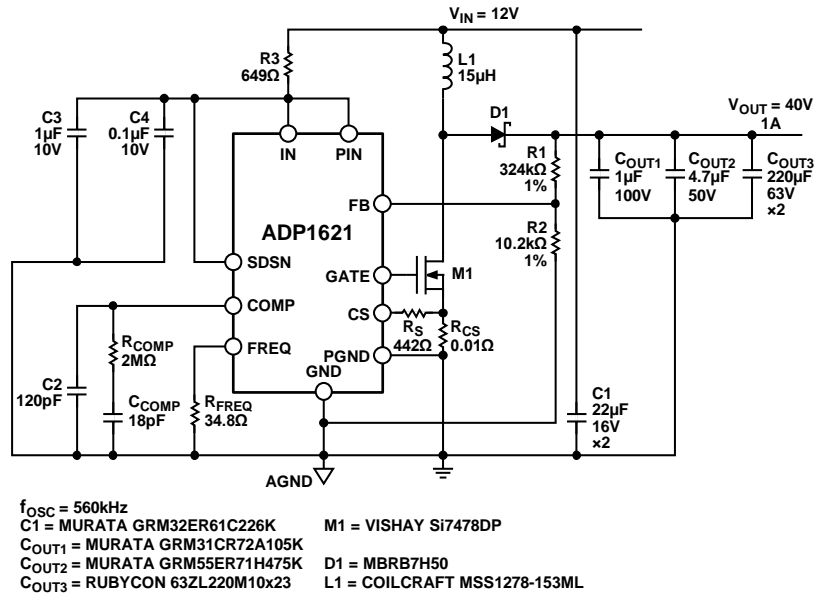 V_IN = 12V
R3
649Ω
L1
15µH
C3
1µF
10V
C4
0.1µF
10V
D1
V_OUT = 40V
1A
IN
PIN
R1
324kΩ
1%
C_OUT1
1µF
100V
C_OUT2
4.7µF
50V
C_OUT3
220µF
63V
×2
FB
ADP1621
R2
10.2kΩ
1%
SDSN
GATE
M1
COMP
CS
R_S
442Ω
R_CS
0.01Ω
R_COMP
2MΩ
FREQ
PGND
GND
C2
120pF
C_COMP
18pF
R_FREQ
34.8Ω
C1
22µF
16V
×2
AGND
f_OSC = 560kHz
C1 = MURATA GRM32ER61C226K
M1 = VISHAY Si7478DP
C_OUT1 = MURATA GRM31CR72A105K
C_OUT2 = MURATA GRM55ER71H475K
D1 = MBRB7H50
C_OUT3 = RUBYCON 63ZL220M10x23
L1 = COILCRAFT MSS1278-153ML